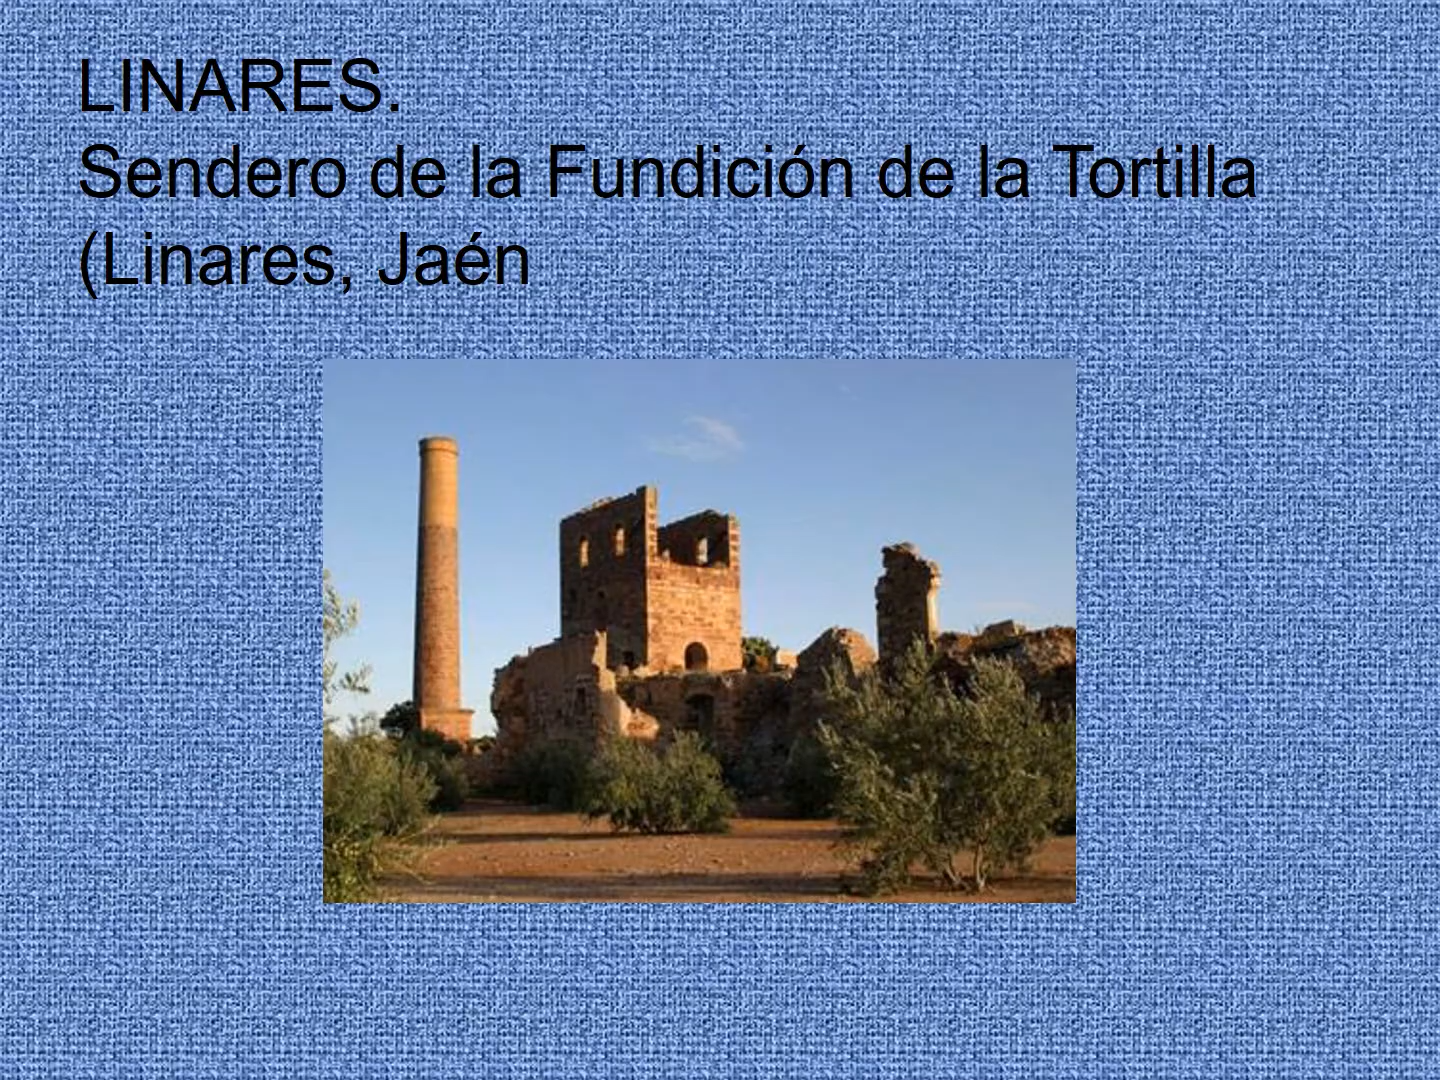 LINARES.
Sendero de la Fundición de la Tortilla
(Linares, Jaén